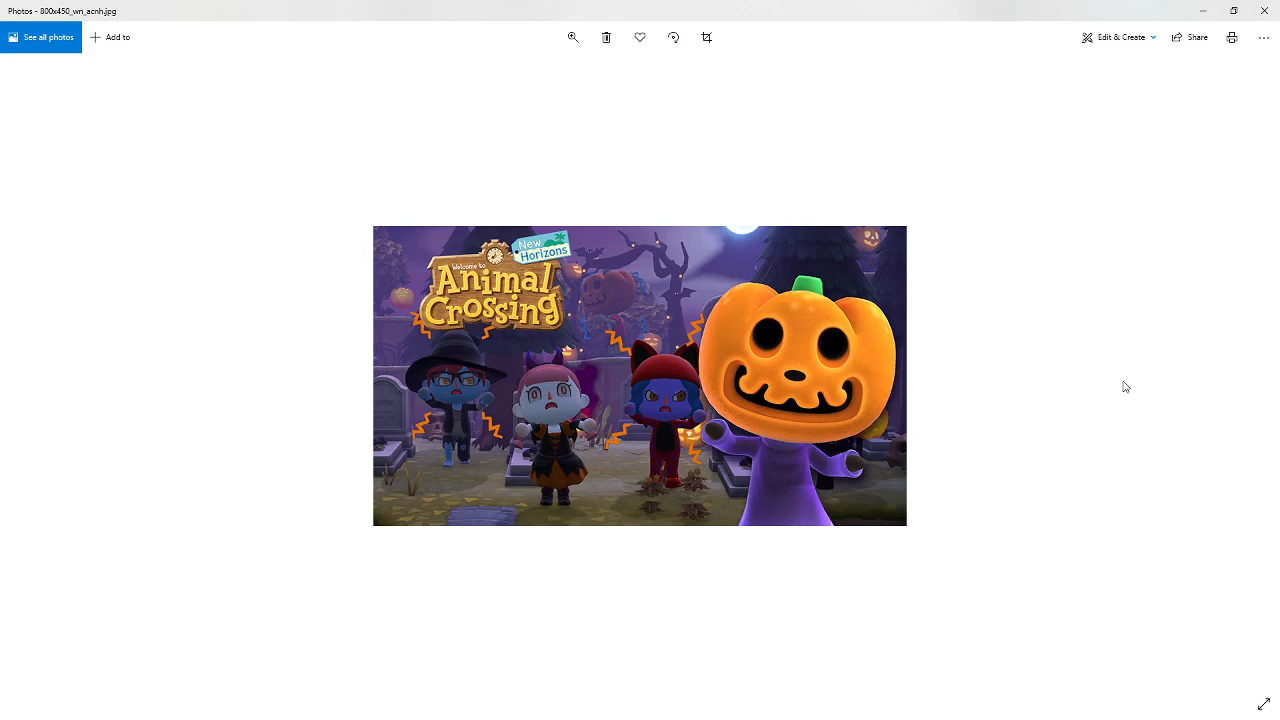 Photos - 800x450_wn_acnh.jpg
See all photos
Add to
Edit & Create
Share
New
Horizons
Welcome to
Animal
Crossing